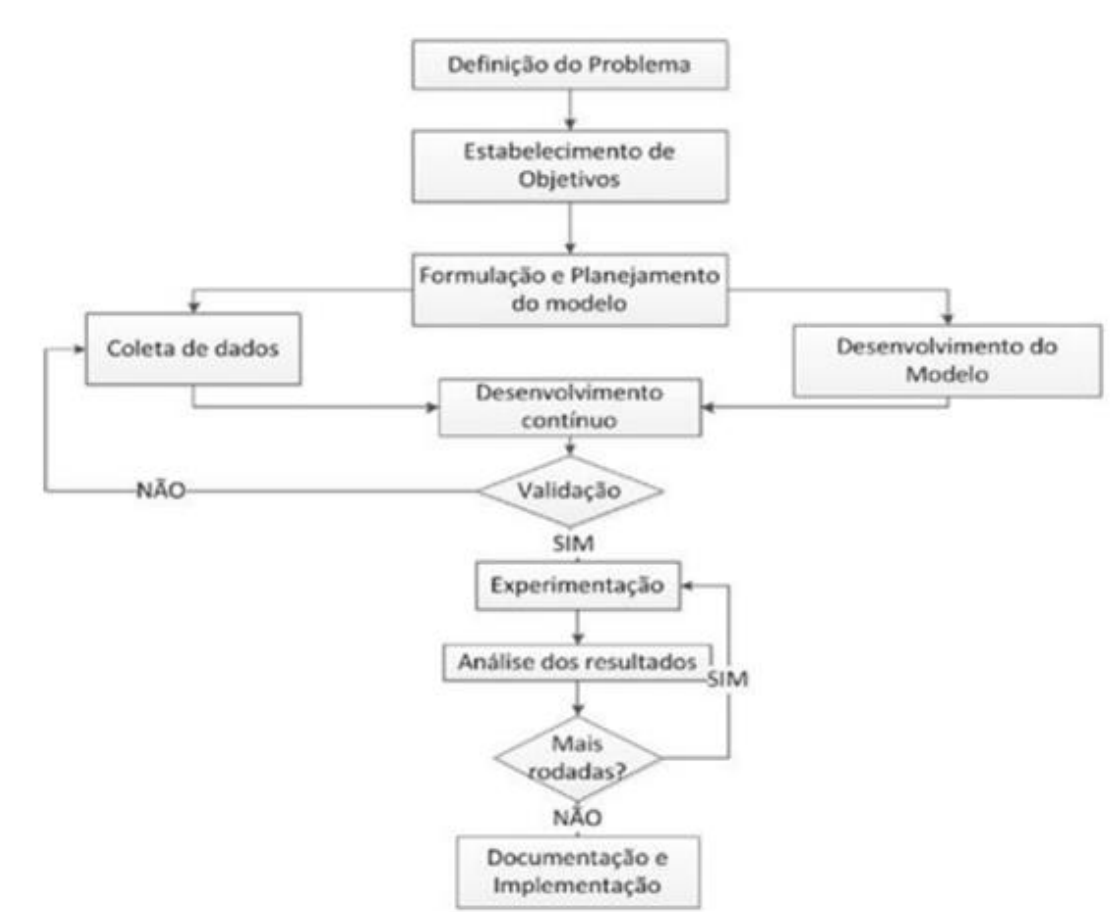 Definição do Problema
Estabelecimento de
Objetivos
Formulação e Planejamento
do modelo
Coleta de dados
Desenvolvimento do
Modelo
Desenvolvimento
contínuo
Validação
NÃO
SIM
Experimentação
Análise dos resultados
SIM
Mais
rodadas?
NÃO
Documentação e
Implementação